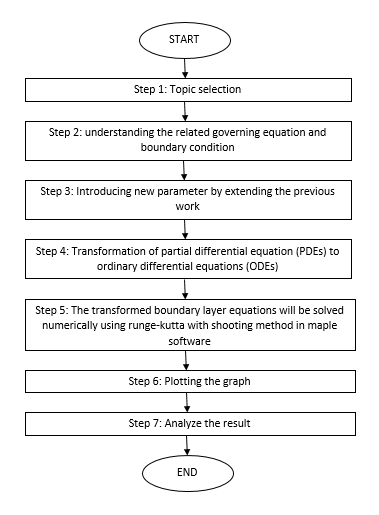 START
Step 1: Topic selection
Step 2: understanding the related governing equation and
boundary condition
Step 3: Introducing new parameter by extending the previous
work
Step 4: Transformation of partial differential equation (PDEs) to
ordinary differential equations (ODEs)
Step 5: The transformed boundary layer equations will be solved
numerically using runge-kutta with shooting method in maple
software
Step 6: Plotting the graph
Step 7: Analyze the result
END